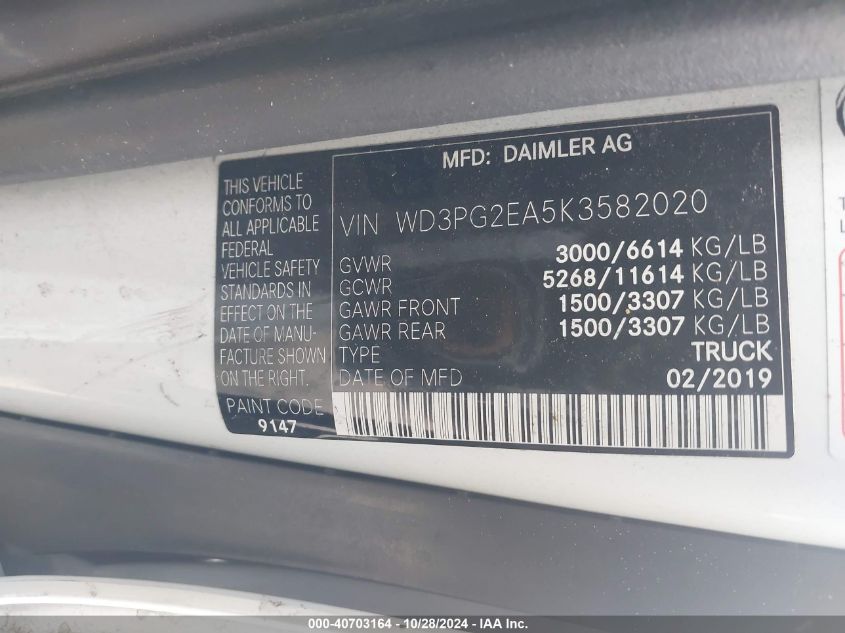 MFD: DAIMLER AG
THIS VEHICLE
CONFORMS TO
ALL APPLICABLE
FEDERAL
VEHICLE SAFETY
STANDARDS IN
EFFECT ON THE
DATE OF MANU-
FACTURE SHOWN
ON THE RIGHT.
PAINT CODE
9147
VIN WD3PG2EA5K3582020
GVWR 3000/6614 KG/LB
GCWR 5268/11614 KG/LB
GAWR FRONT 1500/3307 KG/LB
GAWR REAR 1500/3307 KG/LB
TYPE TRUCK
DATE OF MFD 02/2019
000-40703164 - 10/28/2024 - IAA Inc.